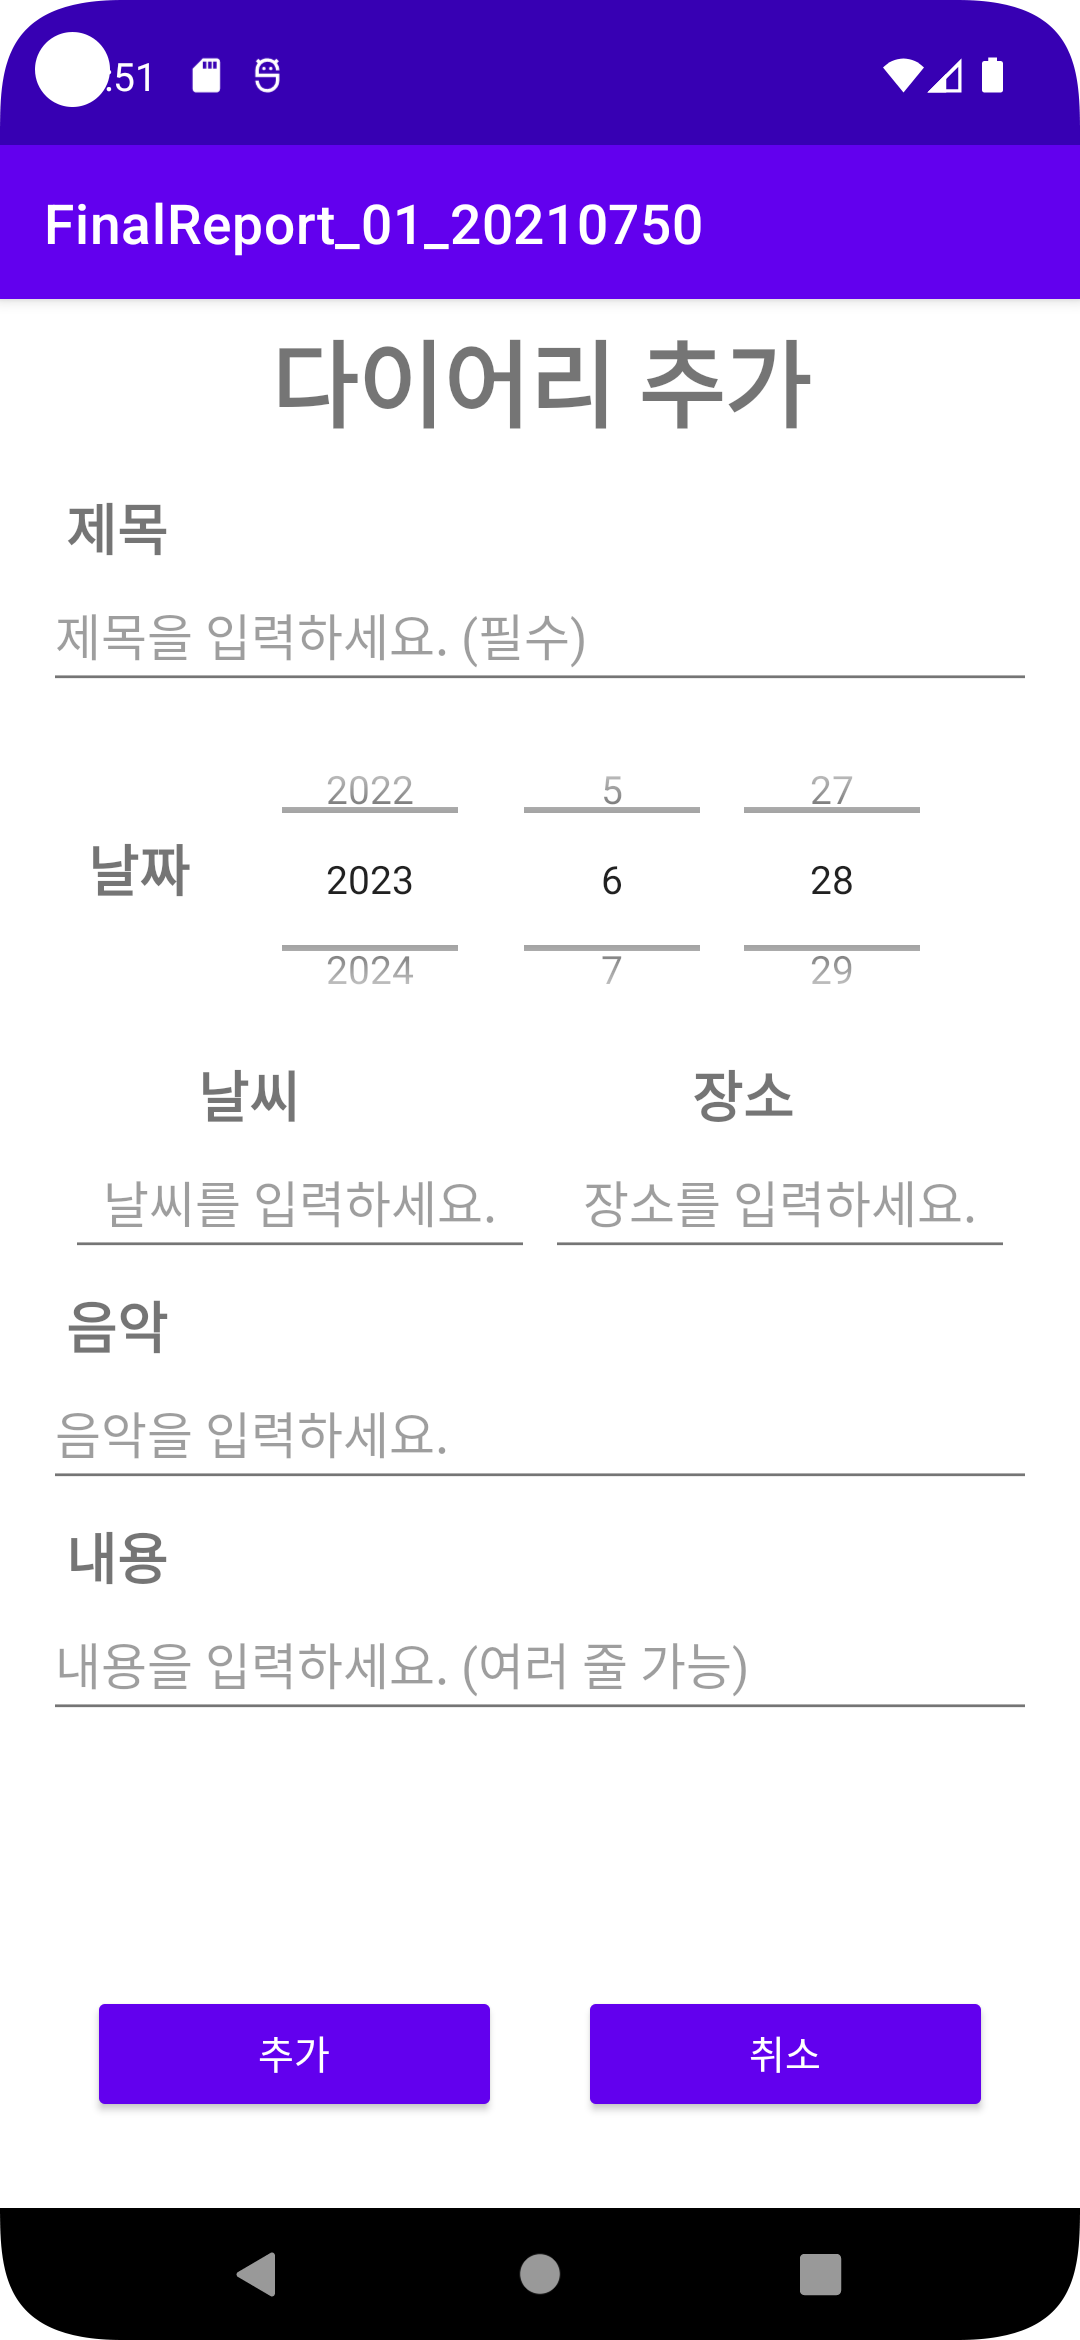 :51
FinalReport_01_20210750
다이어리 추가
제목
제목을 입력하세요. (필수)
2022 5 27
날짜 2023 6 28
2024 7 29
날씨 장소
날씨를 입력하세요. 장소를 입력하세요.
음악
음악을 입력하세요.
내용
내용을 입력하세요. (여러 줄 가능)
추가 취소